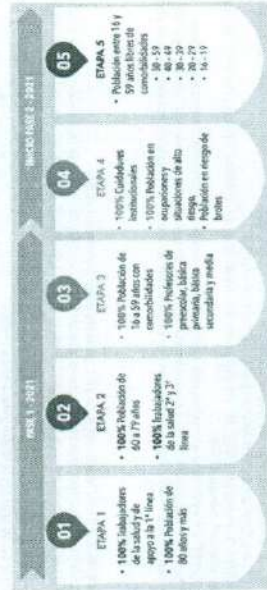 FASE 1 - 2021
MACRO FASE 2 - 2021
01
ETAPA 1
• 100% Trabajadores
de la salud y de
apoyo a la 1ª línea
• 100% Población de
80 años y más
02
ETAPA 2
• 100% Población de
60 a 79 años
• 100% Trabajadores
de la salud 2ª y 3ª
línea
03
ETAPA 3
• 100% Población de
16 a 59 años con
comorbilidades
• 100% Profesores de
preescolar, básica
primaria, básica
secundaria y media
04
ETAPA 4
• 100% Cuidadores
institucionales
• 100% Población en
ocupaciones y
situaciones de alto
riesgo.
• Población en riesgo de
brotes
05
ETAPA 5
• Población entre 16 y
59 años libres de
comorbilidades
• 50 - 59
• 40 - 49
• 30 - 39
• 20 - 29
• 16 - 19